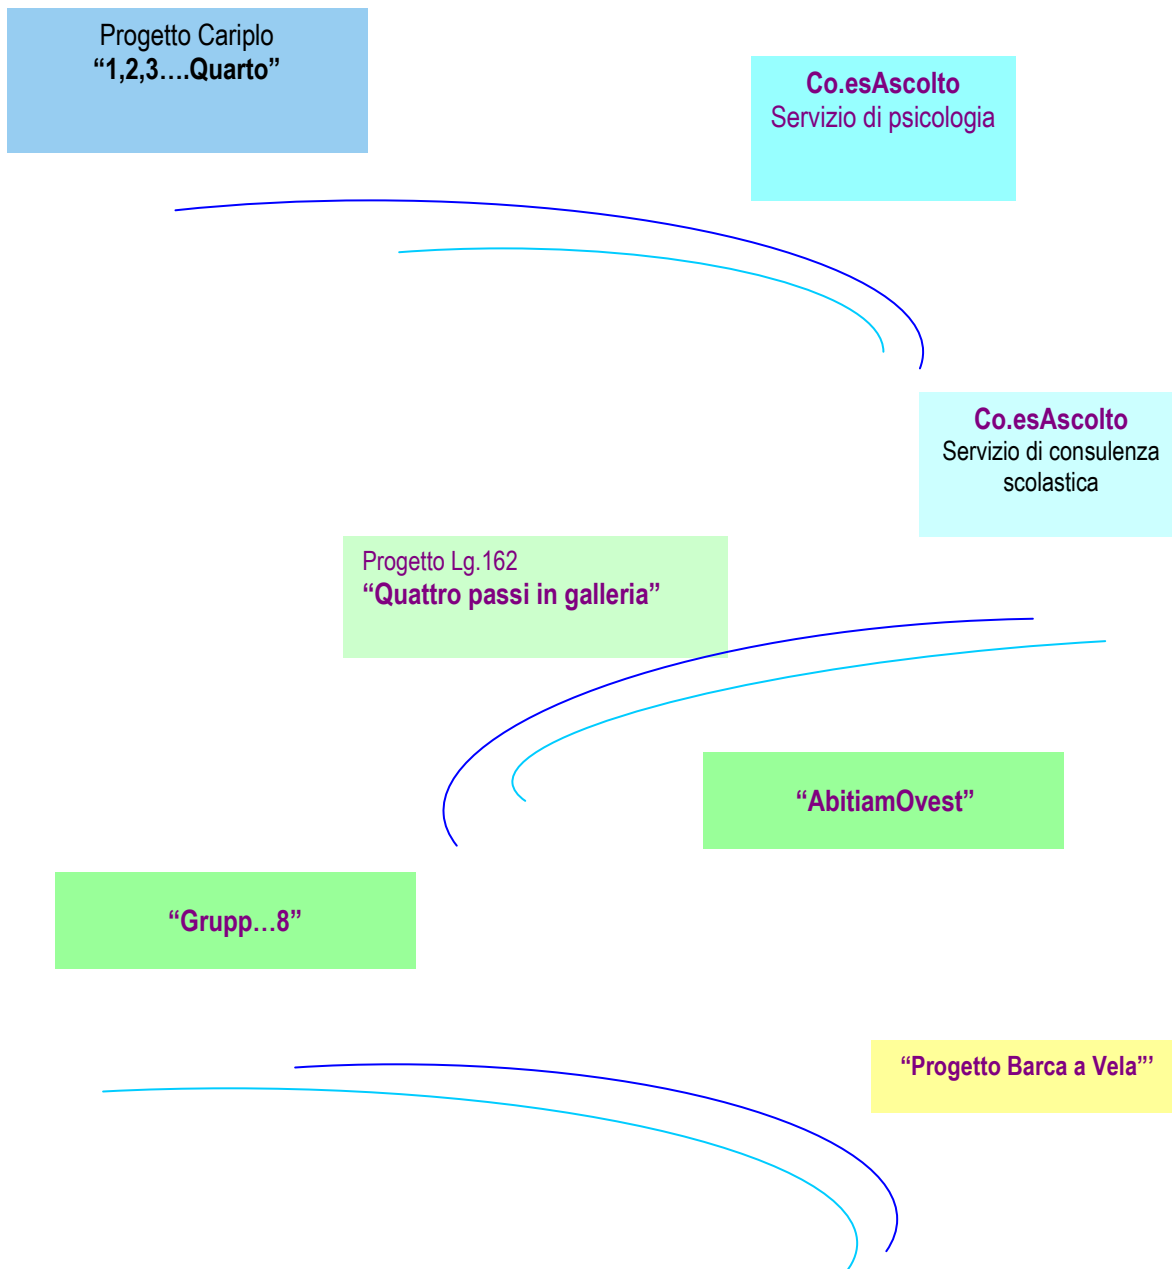 Progetto Cariplo
“1,2,3….Quarto”
Co.esAscolto
Servizio di psicologia
Co.esAscolto
Servizio di consulenza
scolastica
Progetto Lg.162
“Quattro passi in galleria”
“AbitiamOvest”
“Grupp…8”
“Progetto Barca a Vela”’